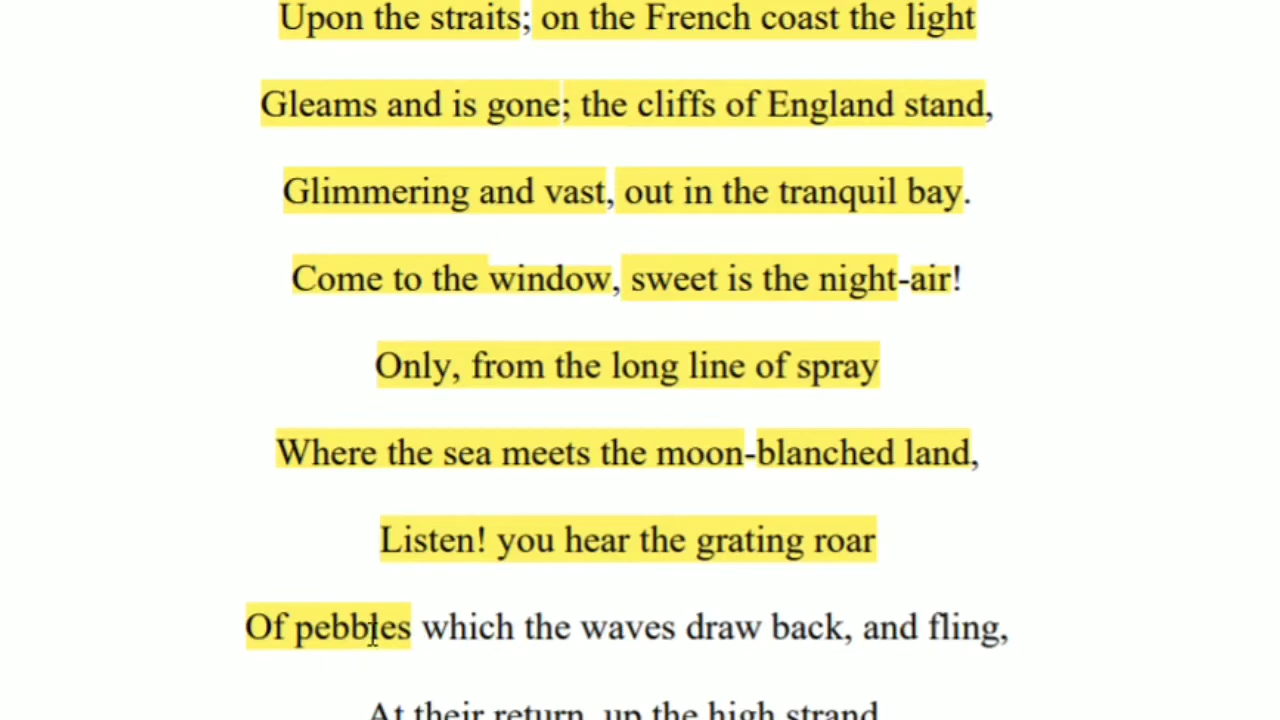 Upon the straits; on the French coast the light
Gleams and is gone; the cliffs of England stand,
Glimmering and vast, out in the tranquil bay.
Come to the window, sweet is the night-air!
Only, from the long line of spray
Where the sea meets the moon-blanched land,
Listen! you hear the grating roar
Of pebbles which the waves draw back, and fling,
At their return, up the high strand